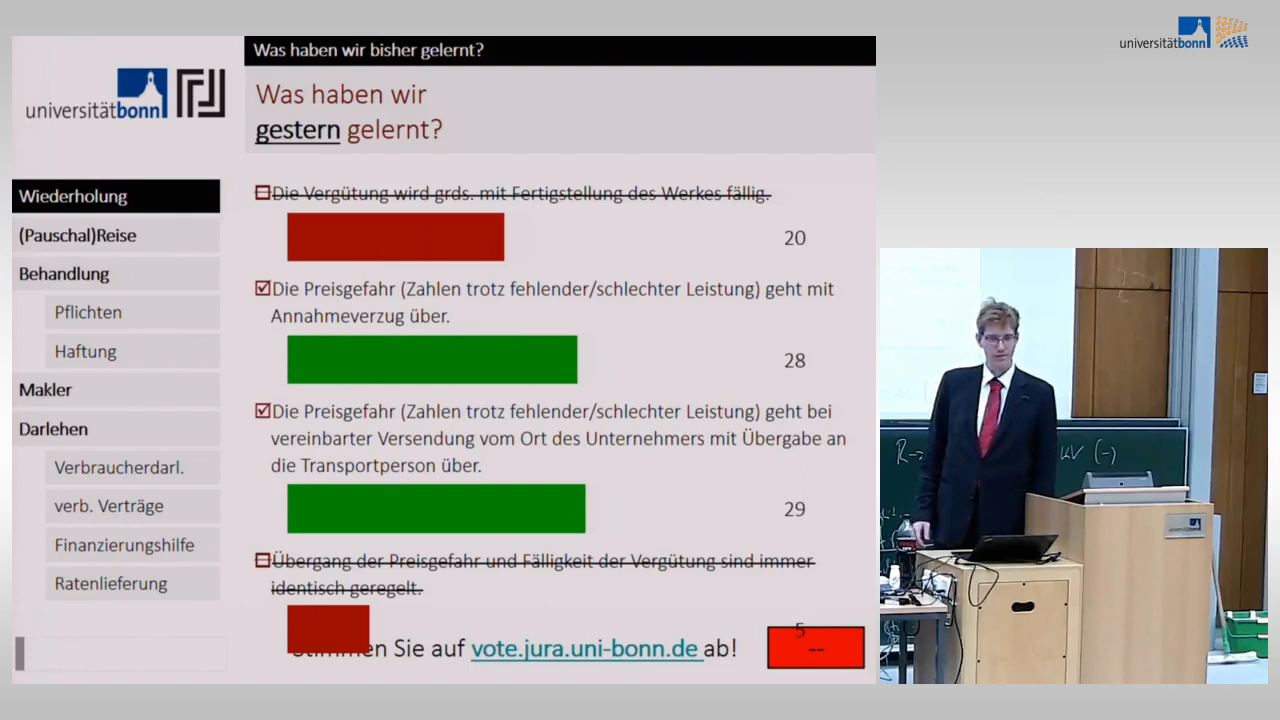 universitätbonn
Was haben wir bisher gelernt?
universitätbonn
Was haben wir
gestern gelernt?
Wiederholung
(Pauschal)Reise
Behandlung
Pflichten
Haftung
Makler
Darlehen
Verbraucherdarl.
verb. Verträge
Finanzierungshilfe
Ratenlieferung
Die Vergütung wird grds. mit Fertigstellung des Werkes fällig.
20
Die Preisgefahr (Zahlen trotz fehlender/schlechter Leistung) geht mit
Annahmeverzug über.
28
Die Preisgefahr (Zahlen trotz fehlender/schlechter Leistung) geht bei
vereinbarter Versendung vom Ort des Unternehmers mit Übergabe an
die Transportperson über.
29
Übergang der Preisgefahr und Fälligkeit der Vergütung sind immer
identisch geregelt.
5
Stimmen Sie auf vote.jura.uni-bonn.de ab!
--
R→
KV (-)